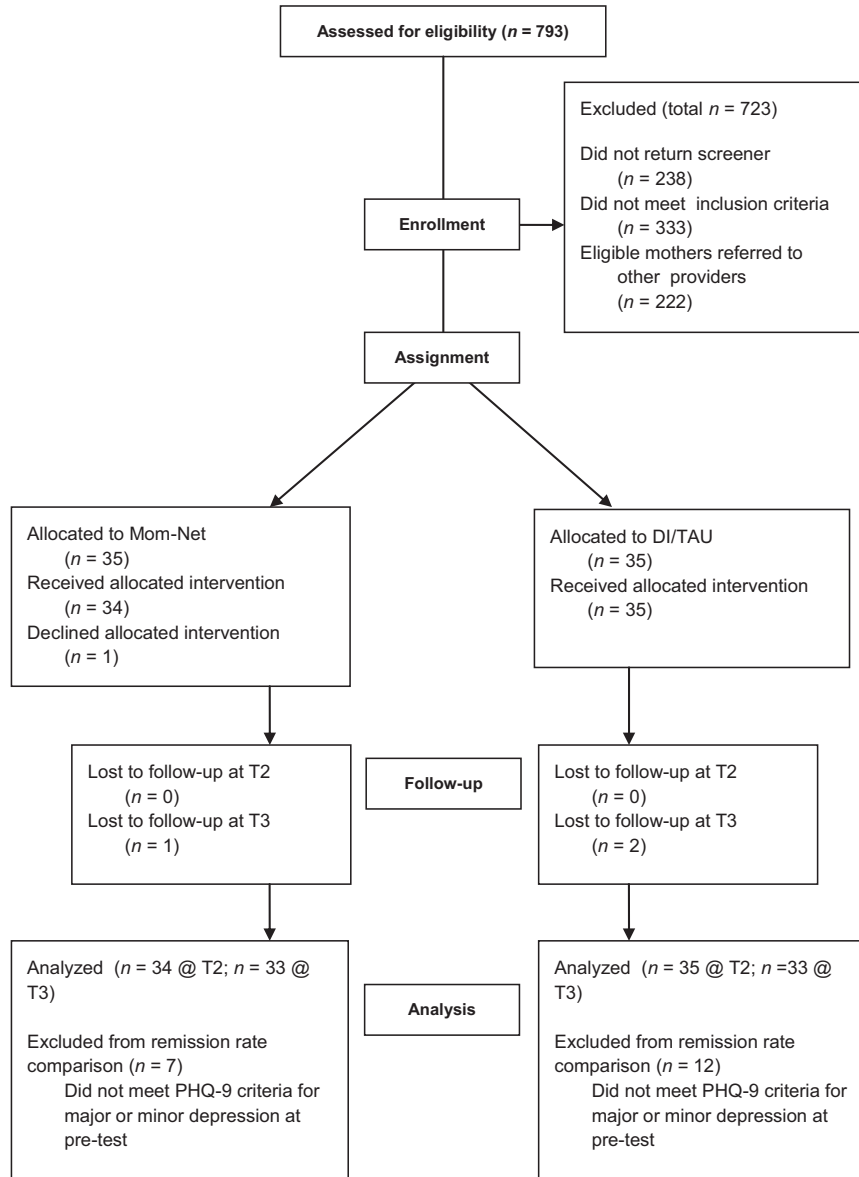 Assessed for eligibility (n = 793)
Excluded (total n = 723)
Did not return screener
(n = 238)
Did not meet inclusion criteria
(n = 333)
Eligible mothers referred to
other providers
(n = 222)
Enrollment
Assignment
Allocated to Mom-Net
(n = 35)
Received allocated intervention
(n = 34)
Declined allocated intervention
(n = 1)
Allocated to DI/TAU
(n = 35)
Received allocated intervention
(n = 35)
Lost to follow-up at T2
(n = 0)
Lost to follow-up at T3
(n = 1)
Follow-up
Lost to follow-up at T2
(n = 0)
Lost to follow-up at T3
(n = 2)
Analyzed (n = 34 @ T2; n = 33 @
T3)
Excluded from remission rate
comparison (n = 7)
Did not meet PHQ-9 criteria for
major or minor depression at
pre-test
Analysis
Analyzed (n = 35 @ T2; n =33 @
T3)
Excluded from remission rate
comparison (n = 12)
Did not meet PHQ-9 criteria for
major or minor depression at
pre-test